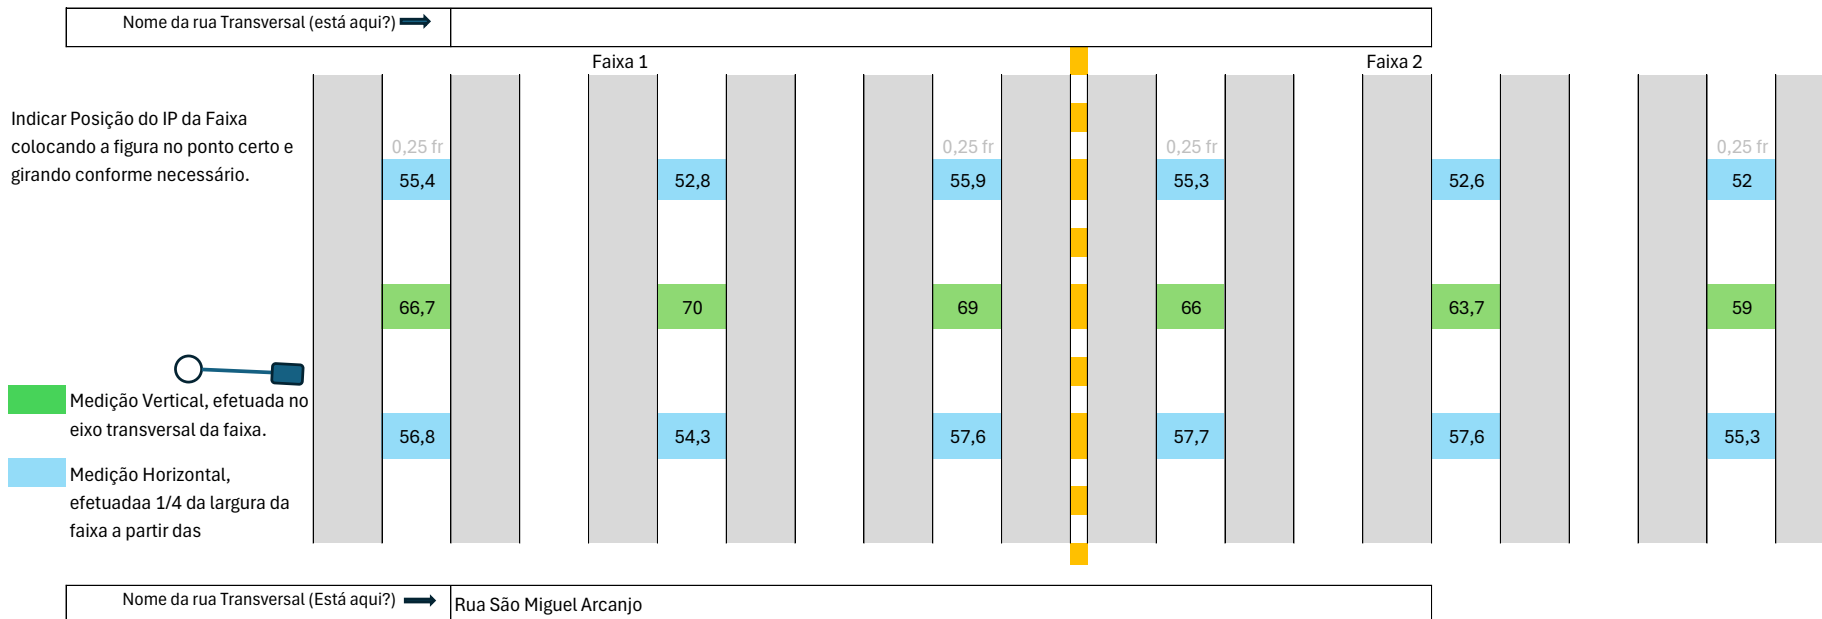 Nome da rua Transversal (está aqui?)
Faixa 1
Faixa 2
Indicar Posição do IP da Faixa
colocando a figura no ponto certo e
girando conforme necessário.
0,25 fr
0,25 fr
0,25 fr
0,25 fr
55,4
52,8
55,9
55,3
52,6
52
66,7
70
69
66
63,7
59
Medição Vertical, efetuada no
eixo transversal da faixa.
56,8
54,3
57,6
57,7
57,6
55,3
Medição Horizontal,
efetuadaa 1/4 da largura da
faixa a partir das
Nome da rua Transversal (Está aqui?)
Rua São Miguel Arcanjo